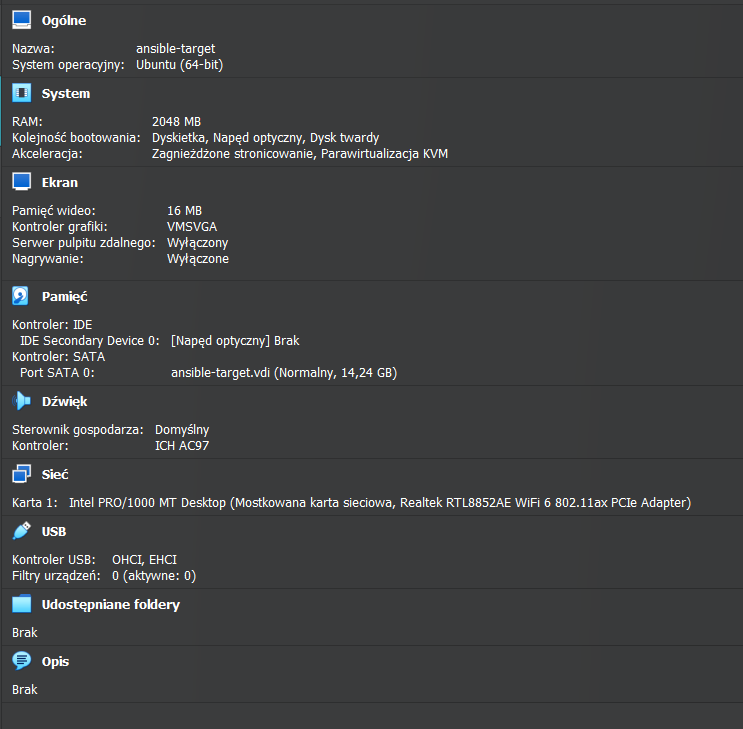 Ogólne
Nazwa: ansible-target
System operacyjny: Ubuntu (64-bit)
System
RAM: 2048 MB
Kolejność bootowania: Dyskietka, Napęd optyczny, Dysk twardy
Akceleracja: Zagnieżdżone stronicowanie, Parawirtualizacja KVM
Ekran
Pamięć wideo: 16 MB
Kontroler grafiki: VMSVGA
Serwer pulpitu zdalnego: Wyłączony
Nagrywanie: Wyłączone
Pamięć
Kontroler: IDE
IDE Secondary Device 0: [Napęd optyczny] Brak
Kontroler: SATA
Port SATA 0: ansible-target.vdi (Normalny, 14,24 GB)
Dźwięk
Sterownik gospodarza: Domyślny
Kontroler: ICH AC97
Sieć
Karta 1: Intel PRO/1000 MT Desktop (Mostkowana karta sieciowa, Realtek RTL8852AE WiFi 6 802.11ax PCIe Adapter)
USB
Kontroler USB: OHCI, EHCI
Filtry urządzeń: 0 (aktywne: 0)
Udostępniane foldery
Brak
Opis
Brak